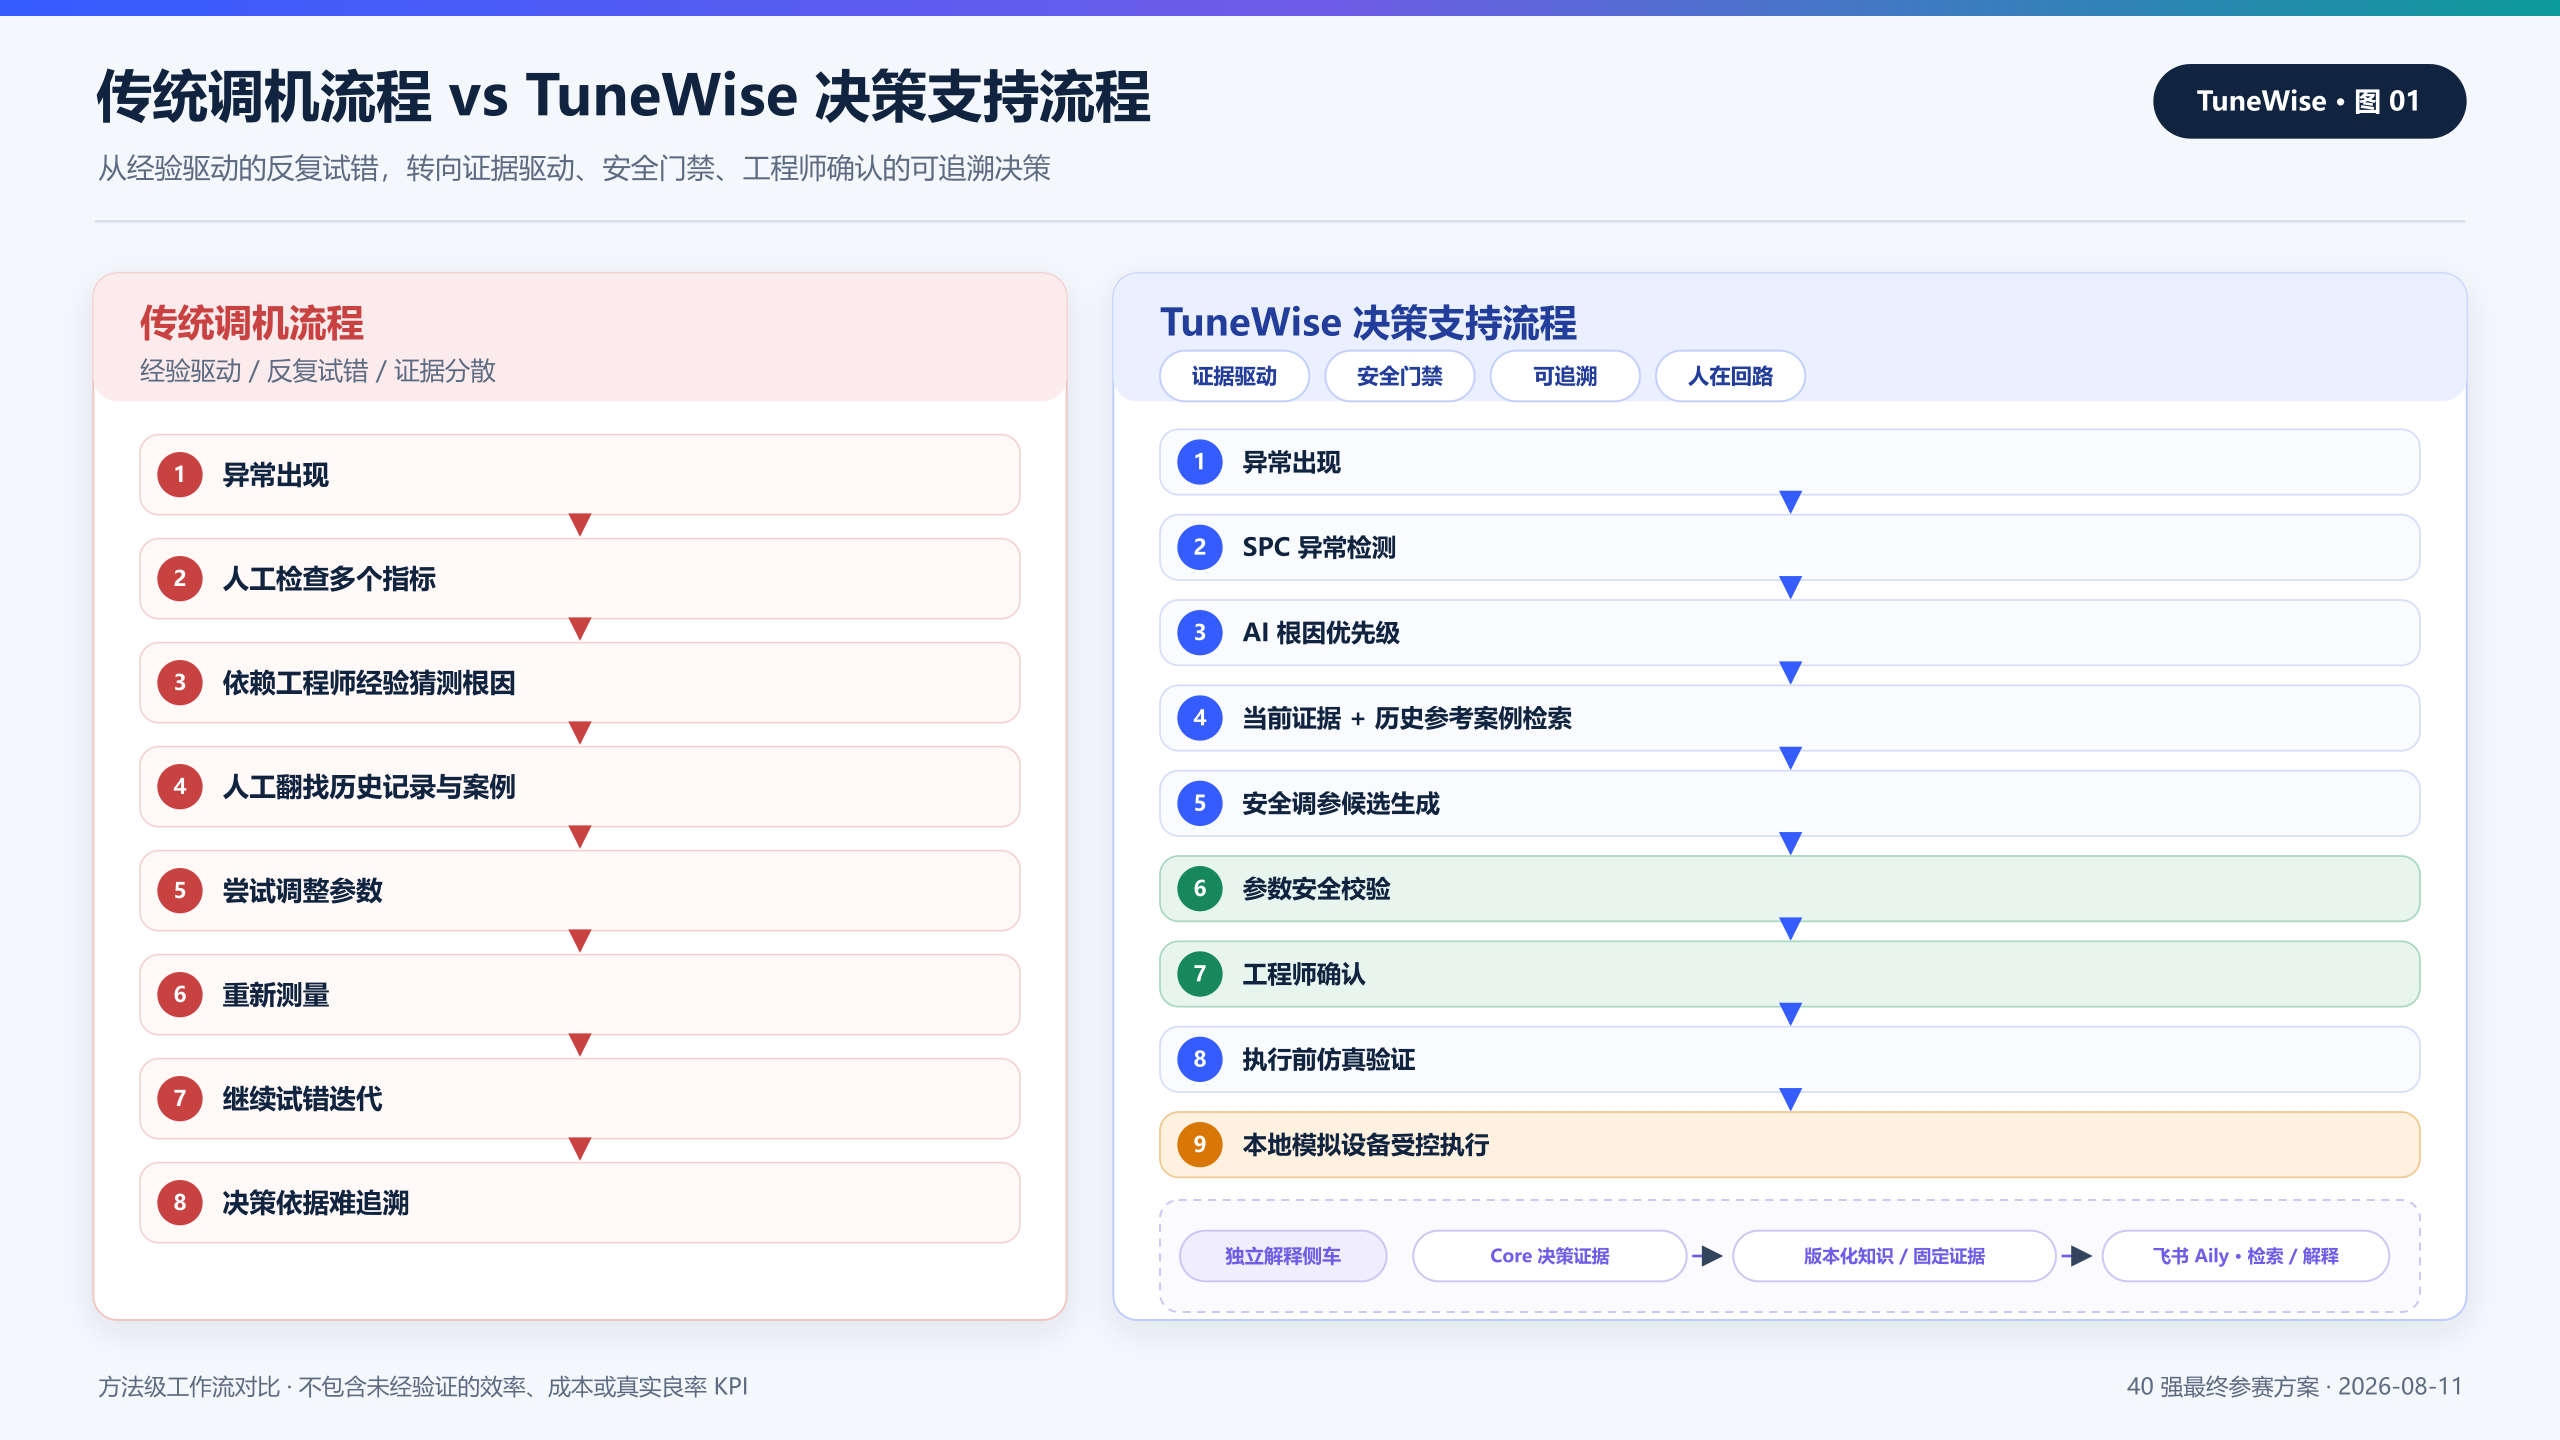 传统调机流程 vs TuneWise 决策支持流程
TuneWise • 图 01
从经验驱动的反复试错，转向证据驱动、安全门禁、工程师确认的可追溯决策
传统调机流程
经验驱动 / 反复试错 / 证据分散
1 异常出现
2 人工检查多个指标
3 依赖工程师经验猜测根因
4 人工翻找历史记录与案例
5 尝试调整参数
6 重新测量
7 继续试错迭代
8 决策依据难追溯
TuneWise 决策支持流程
证据驱动 安全门禁 可追溯 人在回路
1 异常出现
2 SPC 异常检测
3 AI 根因优先级
4 当前证据 + 历史参考案例检索
5 安全调参候选生成
6 参数安全校验
7 工程师确认
8 执行前仿真验证
9 本地模拟设备受控执行
独立解释侧车 Core 决策证据 版本化知识 / 固定证据 飞书 Aily • 检索 / 解释
方法级工作流对比 · 不包含未经验证的效率、成本或真实良率 KPI
40 强最终参赛方案 · 2026-08-11